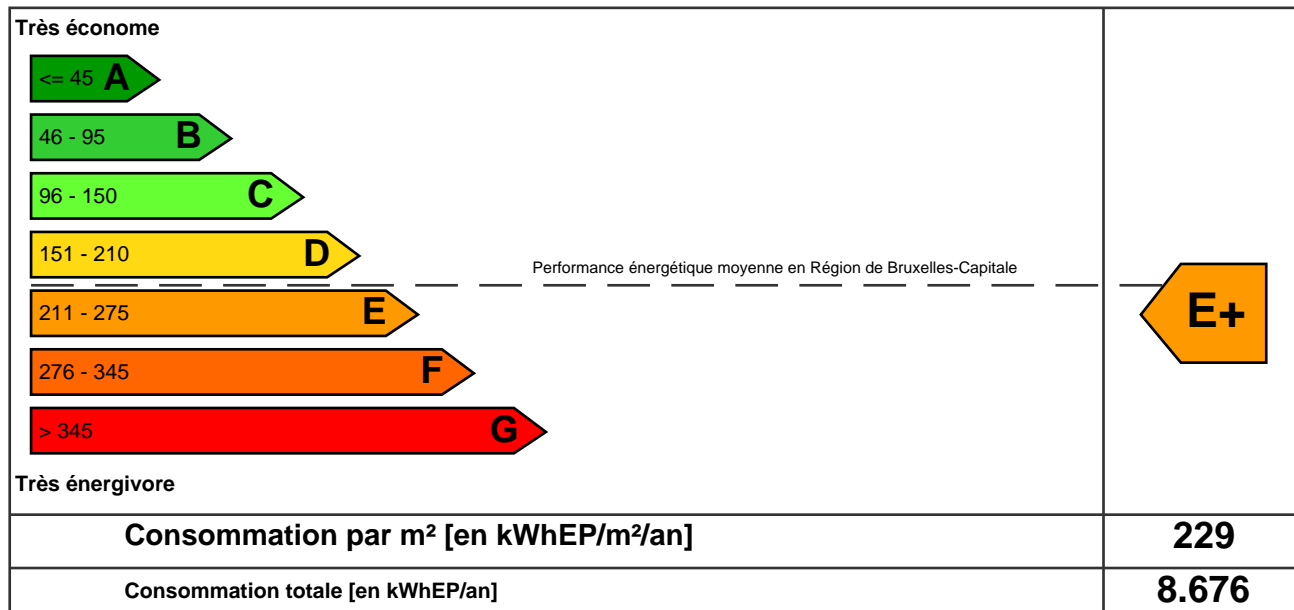 Très économe
<= 45 A
46 - 95 B
96 - 150 C
151 - 210 D
Performance énergétique moyenne en Région de Bruxelles-Capitale
211 - 275 E
E+
276 - 345 F
> 345 G
Très énergivore
Consommation par m² [en kWhEP/m²/an] 229
Consommation totale [en kWhEP/an] 8.676